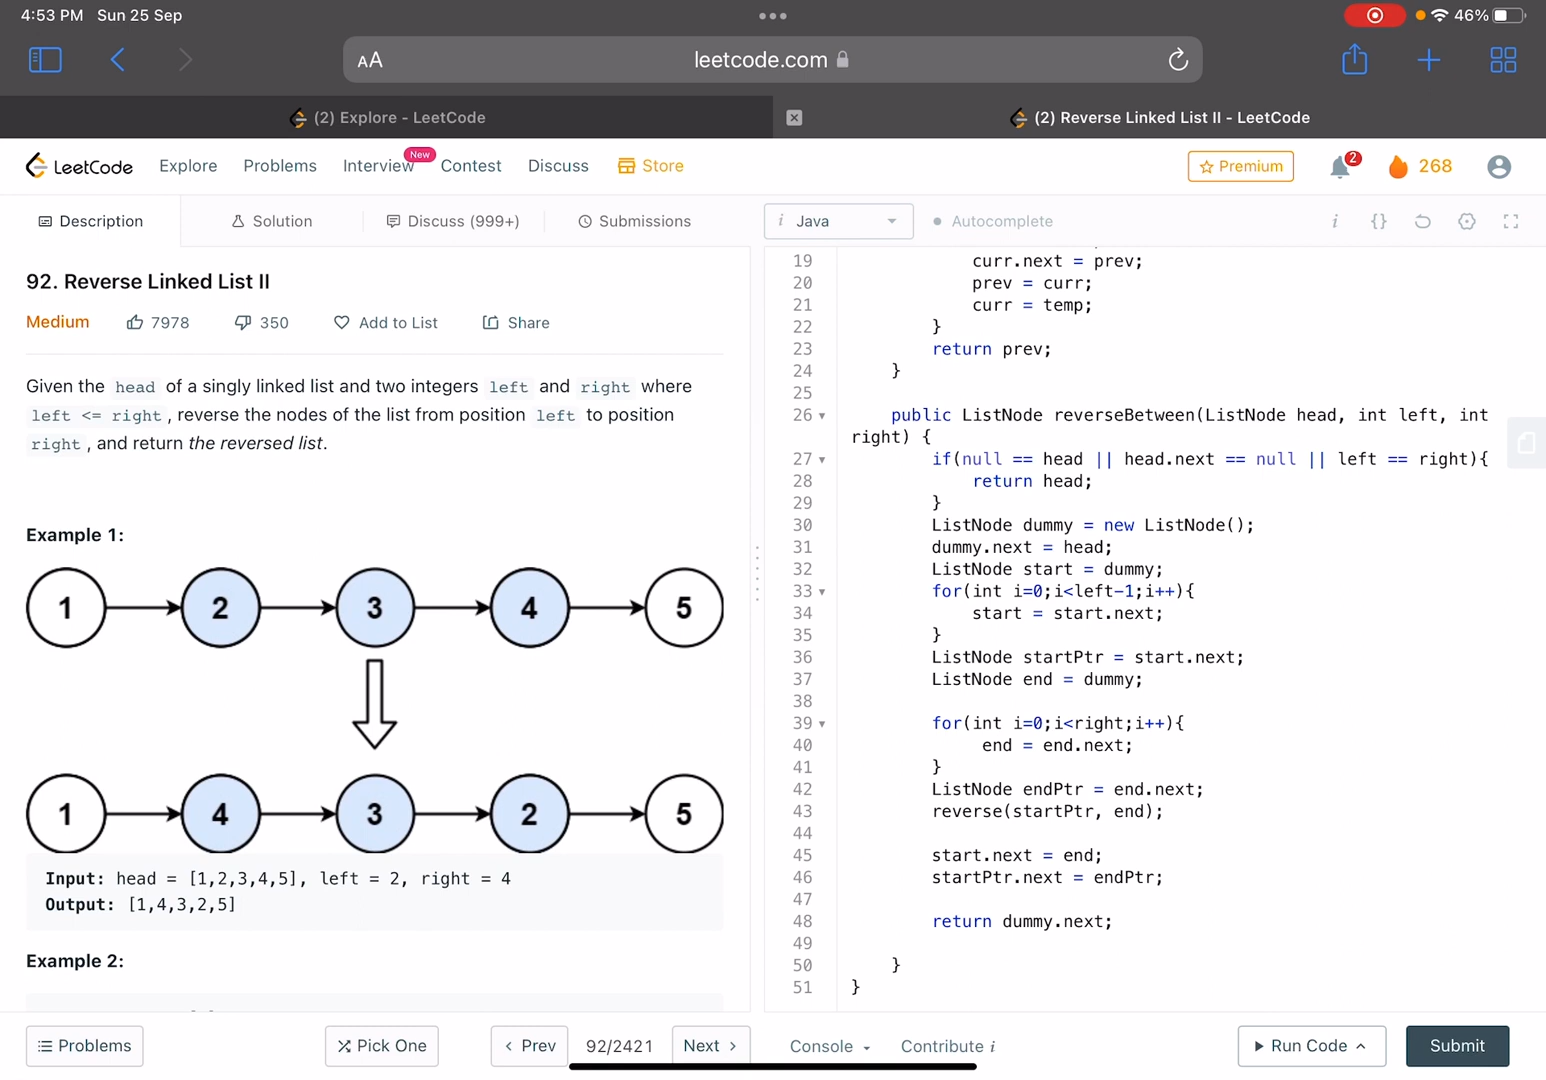 4:53 PM Sun 25 Sep
46%
AA
leetcode.com
(2) Explore - LeetCode
(2) Reverse Linked List II - LeetCode
LeetCode
Explore
Problems
Interview
New
Contest
Discuss
Store
Premium
2
268
Description
Solution
Discuss (999+)
Submissions
i Java
Autocomplete
i
{}
92. Reverse Linked List II
Medium
7978
350
Add to List
Share
Given the head of a singly linked list and two integers left and right where
left <= right , reverse the nodes of the list from position left to position
right , and return the reversed list.
Example 1:
1 2 3 4 5
1 4 3 2 5
Input: head = [1,2,3,4,5], left = 2, right = 4
Output: [1,4,3,2,5]
Example 2:
19 curr.next = prev;
20 prev = curr;
21 curr = temp;
22 }
23 return prev;
24 }
25
26 public ListNode reverseBetween(ListNode head, int left, int
right) {
27 if(null == head || head.next == null || left == right){
28 return head;
29 }
30 ListNode dummy = new ListNode();
31 dummy.next = head;
32 ListNode start = dummy;
33 for(int i=0;i<left-1;i++){
34 start = start.next;
35 }
36 ListNode startPtr = start.next;
37 ListNode end = dummy;
38
39 for(int i=0;i<right;i++){
40 end = end.next;
41 }
42 ListNode endPtr = end.next;
43 reverse(startPtr, end);
44
45 start.next = end;
46 startPtr.next = endPtr;
47
48 return dummy.next;
49
50 }
51 }
Problems
Pick One
Prev
92/2421
Next
Console
Contribute i
Run Code
Submit